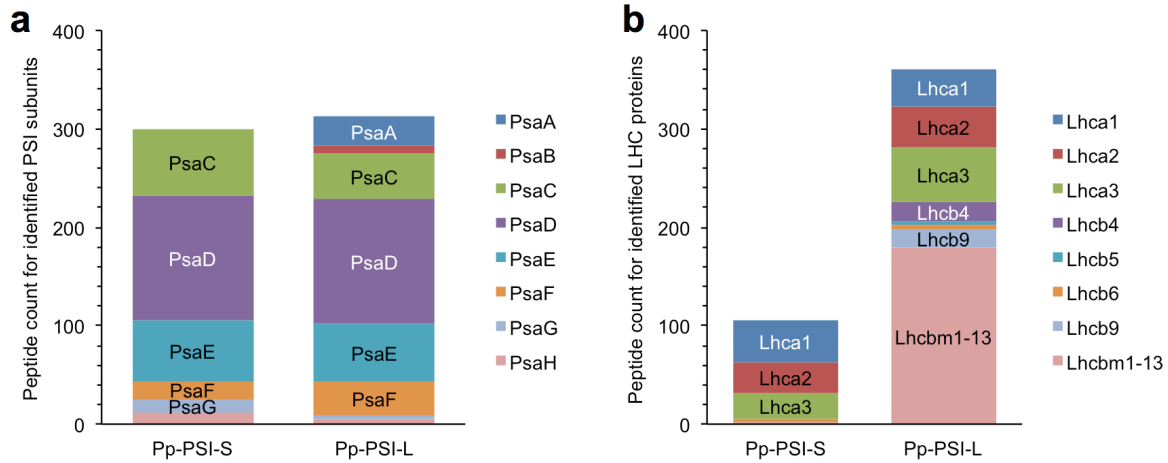 a
Peptide count for identified PSI subunits
400
300
200
100
0
PsaC
PsaD
PsaE
PsaF
PsaG
PsaA
PsaC
PsaD
PsaE
PsaF
Pp-PSI-S
Pp-PSI-L
PsaA
PsaB
PsaC
PsaD
PsaE
PsaF
PsaG
PsaH
b
Peptide count for identified LHC proteins
400
300
200
100
0
Lhca1
Lhca2
Lhca3
Lhca1
Lhca2
Lhca3
Lhcb4
Lhcb9
Lhcbm1-13
Pp-PSI-S
Pp-PSI-L
Lhca1
Lhca2
Lhca3
Lhcb4
Lhcb5
Lhcb6
Lhcb9
Lhcbm1-13